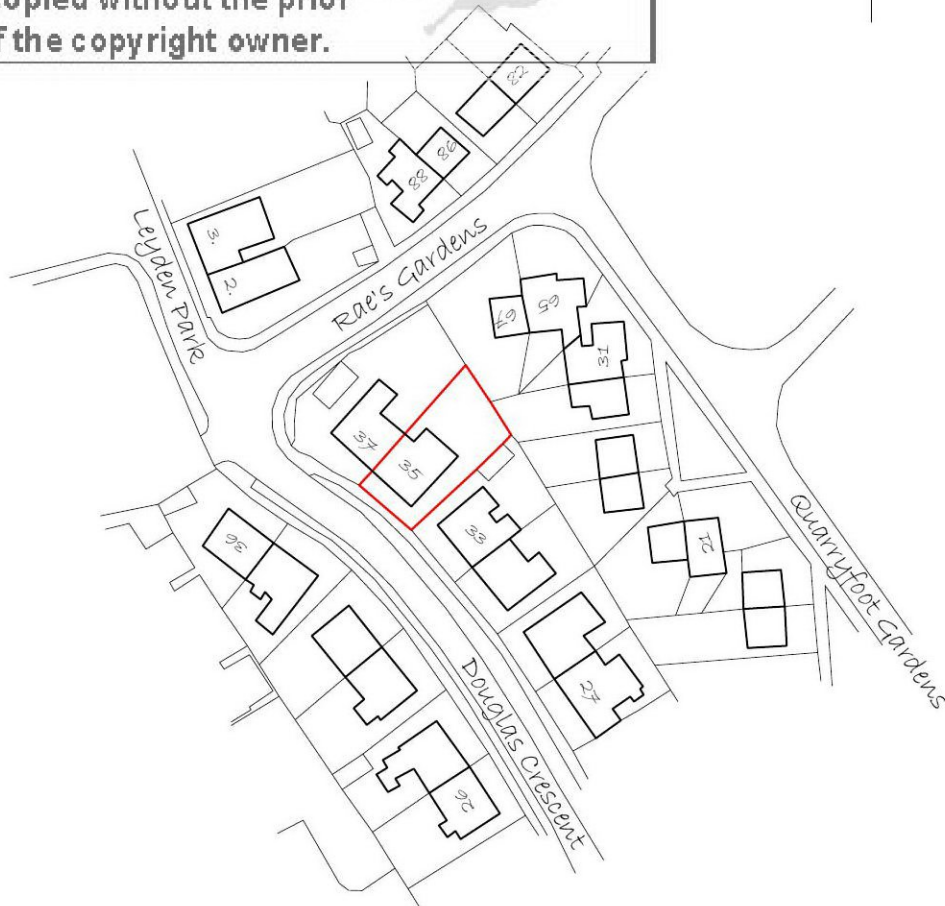 copied without the prior
f the copyright owner.
82
86
88
3.
2.
Leyden Park
Rae's Gardens
65
67
31
37
35
33
36
21
Quarryfoot Gardens
27
Douglas Crescent
26